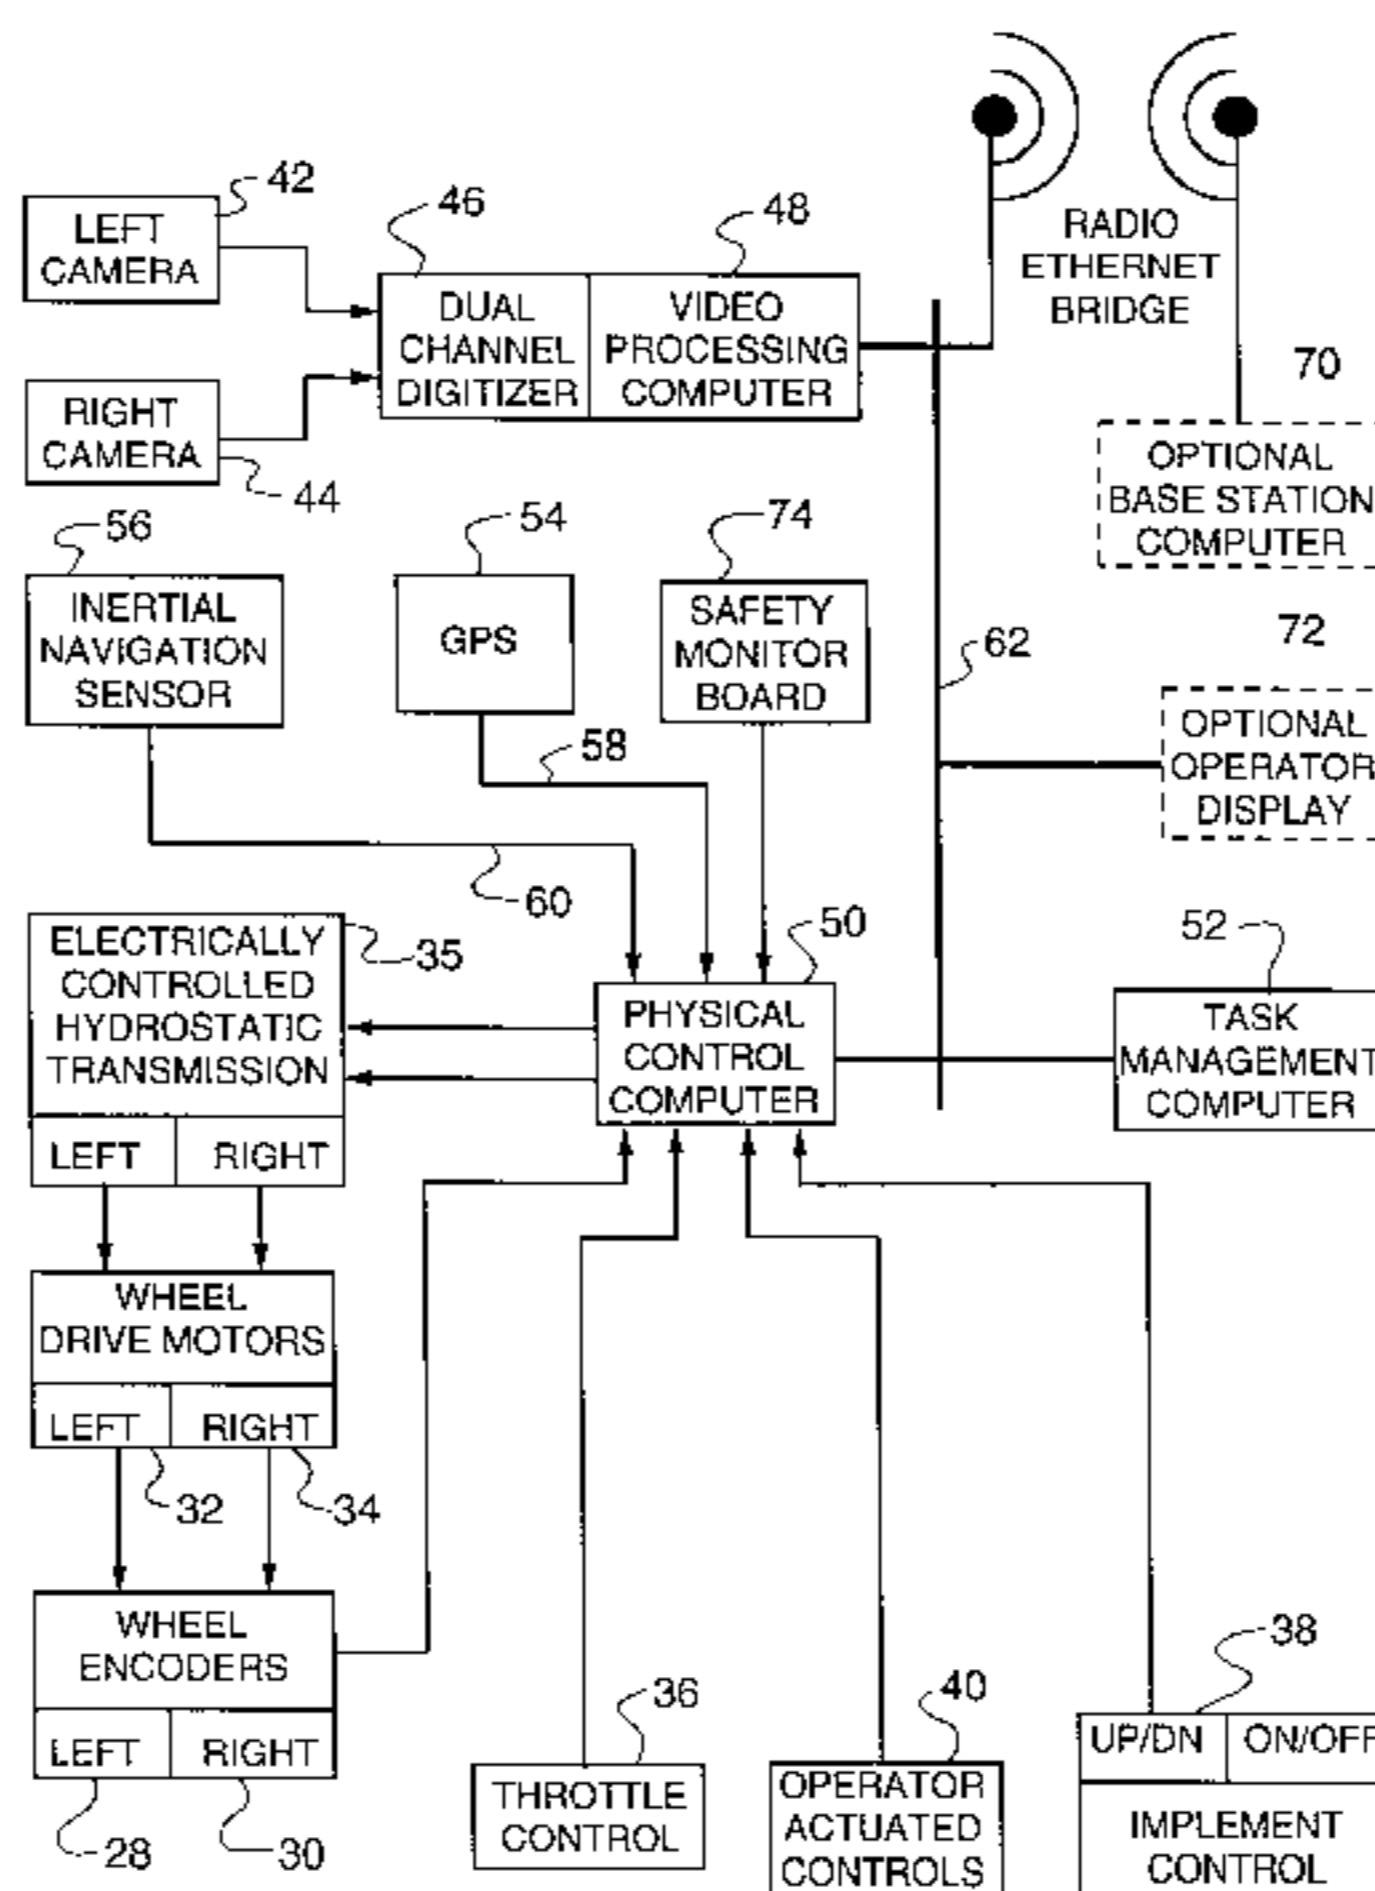 42
LEFT
CAMERA
46
DUAL
CHANNEL
DIGITIZER
48
VIDEO
PROCESSING
COMPUTER
RADIO
ETHERNET
BRIDGE
70
OPTIONAL
BASE STATION
COMPUTER
RIGHT
CAMERA
44
56
INERTIAL
NAVIGATION
SENSOR
54
GPS
58
74
SAFETY
MONITOR
BOARD
62
72
OPTIONAL
OPERATOR
DISPLAY
60
ELECTRICALLY
CONTROLLED
HYDROSTATIC
TRANSMISSION
LEFT RIGHT
35
50
PHYSICAL
CONTROL
COMPUTER
52
TASK
MANAGEMENT
COMPUTER
WHEEL
DRIVE MOTORS
LEFT RIGHT
32 34
WHEEL
ENCODERS
LEFT RIGHT
28 30
36
THROTTLE
CONTROL
40
OPERATOR
ACTUATED
CONTROLS
38
UP/DN ON/OFF
IMPLEMENT
CONTROL